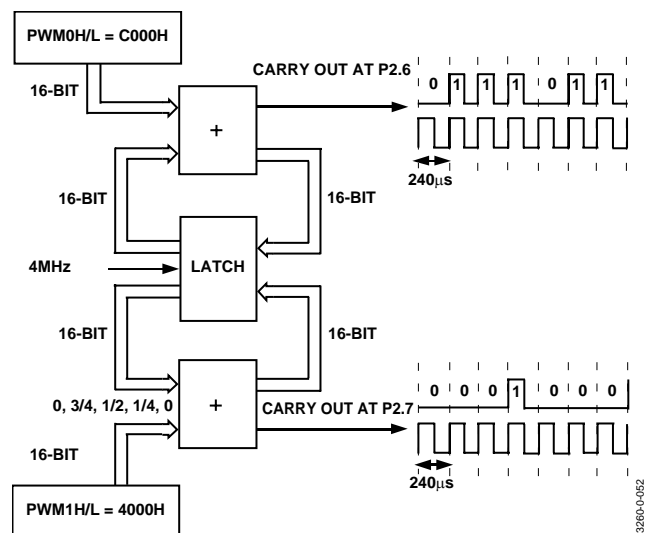 PWM0H/L = C000H
16-BIT
CARRY OUT AT P2.6
0 1 1 1 0 1 1
+
240μs
16-BIT
16-BIT
4MHz
LATCH
16-BIT
16-BIT
0, 3/4, 1/2, 1/4, 0
+
CARRY OUT AT P2.7
0 0 0 1 0 0 0
16-BIT
240μs
PWM1H/L = 4000H
3260-0-052